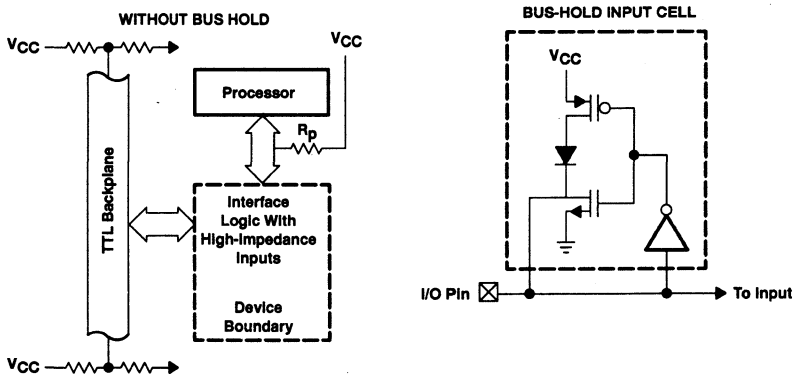 WITHOUT BUS HOLD
VCC
VCC
Processor
Rp
TTL Backplane
Interface
Logic With
High-Impedance
Inputs
Device
Boundary
VCC
BUS-HOLD INPUT CELL
VCC
I/O Pin
To Input